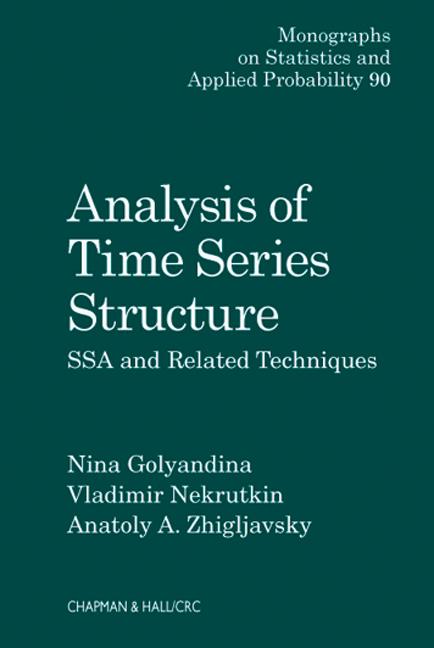 Monographs
on Statistics and
Applied Probability 90
Analysis of
Time Series
Structure
SSA and Related Techniques
Nina Golyandina
Vladimir Nekrutkin
Anatoly A. Zhigljavsky
CHAPMAN & HALL/CRC